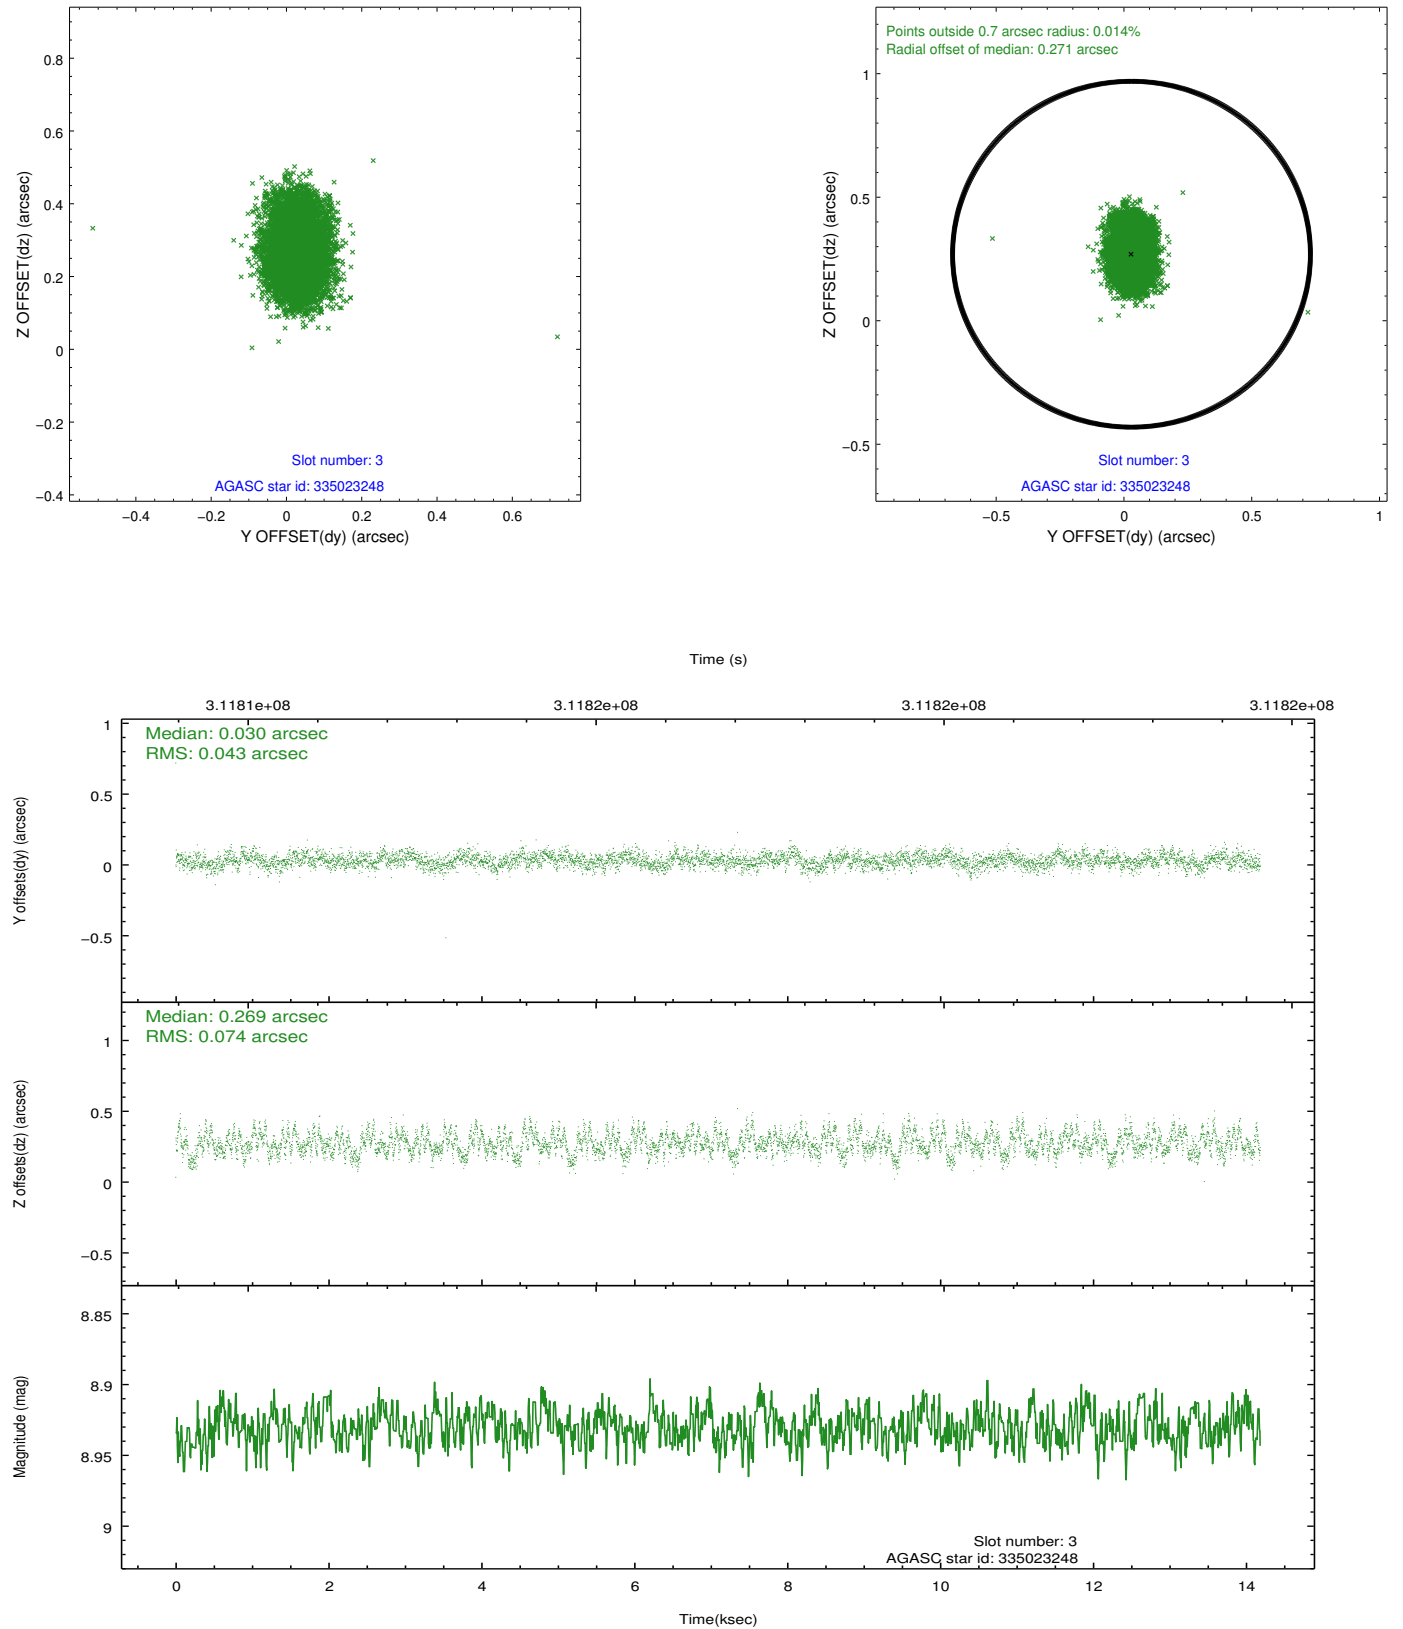 0.8
0.6
0.4
0.2
0
−0.2
−0.4
Z OFFSET(dz) (arcsec)
Slot number: 3
AGASC star id: 335023248
−0.4 −0.2 0 0.2 0.4 0.6
Y OFFSET(dy) (arcsec)
Points outside 0.7 arcsec radius: 0.014%
Radial offset of median: 0.271 arcsec
1
0.5
0
−0.5
Z OFFSET(dz) (arcsec)
Slot number: 3
AGASC star id: 335023248
−0.5 0 0.5 1
Y OFFSET(dy) (arcsec)
Time (s)
3.1181e+08 3.1182e+08 3.1182e+08 3.1182e+08
Median: 0.030 arcsec
RMS: 0.043 arcsec
1
0.5
0
−0.5
Y offsets(dy) (arcsec)
Median: 0.269 arcsec
RMS: 0.074 arcsec
1
0.5
0
−0.5
Z offsets(dz) (arcsec)
8.85
8.9
8.95
9
Magnitude (mag)
Slot number: 3
AGASC star id: 335023248
0 2 4 6 8 10 12 14
Time(ksec)